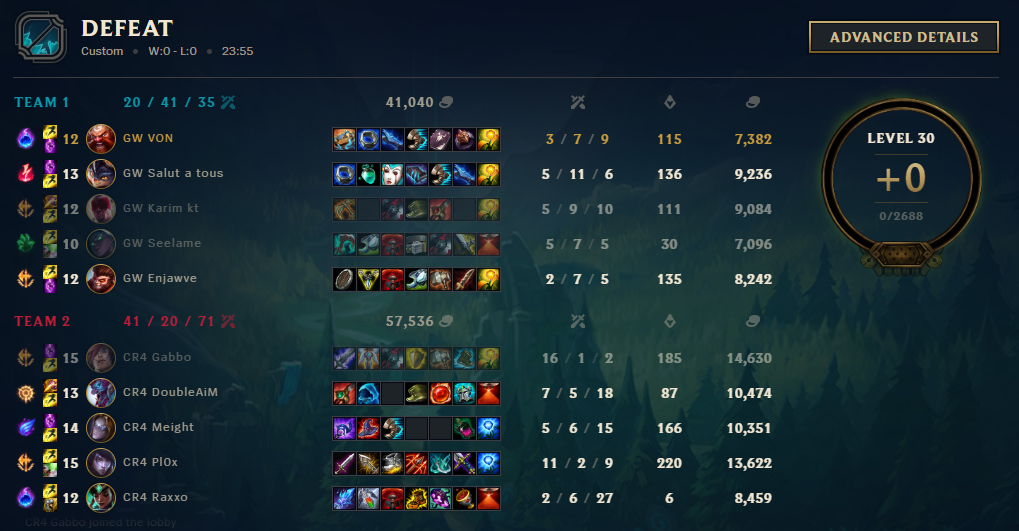 DEFEAT
Custom • W:0 - L:0 • 23:55
ADVANCED DETAILS
TEAM 1 20 / 41 / 35 41,040
12 GW VON 3 / 7 / 9 115 7,382
13 GW Salut a tous 5 / 11 / 6 136 9,236
12 GW Karim kt 5 / 9 / 10 111 9,084
10 GW Seelame 5 / 7 / 5 30 7,096
12 GW Enjawve 2 / 7 / 5 135 8,242
LEVEL 30
+0
0/2688
TEAM 2 41 / 20 / 71 57,536
15 CR4 Gabbo 16 / 1 / 2 185 14,630
13 CR4 DoubleAiM 7 / 5 / 18 87 10,474
14 CR4 Meight 5 / 6 / 15 166 10,351
15 CR4 Pl0x 11 / 2 / 9 220 13,622
12 CR4 Raxxo 2 / 6 / 27 6 8,459
CR4 Gabbo joined the lobby